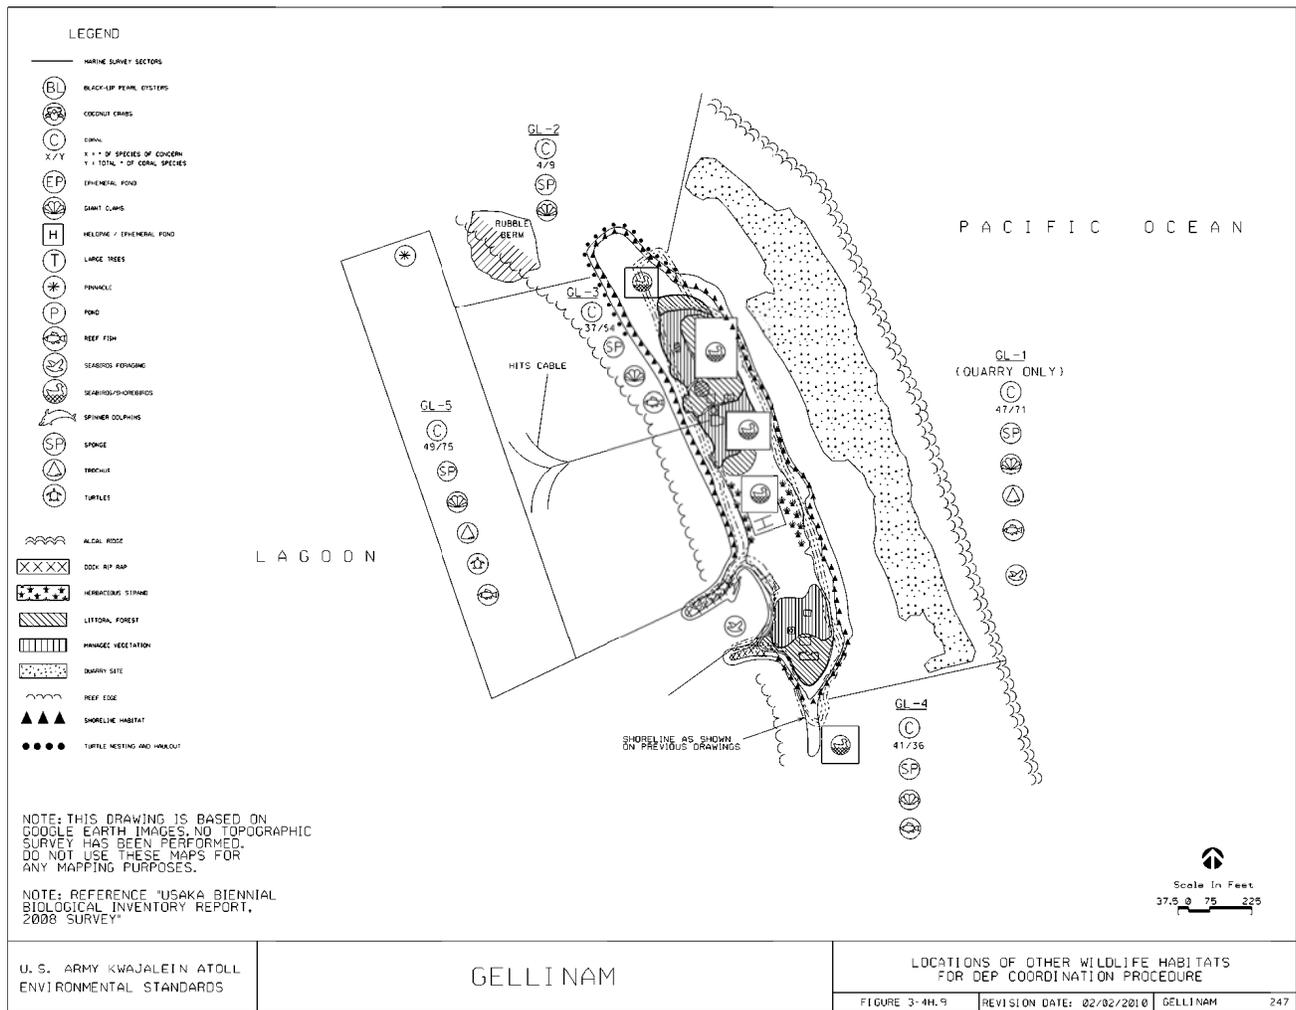 LEGEND
MARINE SURVEY SECTORS
BL BLACK-LIP PEARL OYSTERS
COCONUT CRABS
C CORAL
X/Y X = # OF SPECIES OF CONCERN
Y = TOTAL # OF CORAL SPECIES
EP EPHEMERAL POND
GIANT CLAMS
H HELOPAD / EPHEMERAL POND
T LARGE TREES
PINNACLE
P POND
REEF FISH
SEABIRDS FORAGING
SEABIRDS/SHOREBIRDS
SPINNER DOLPHINS
SP SPONGE
TROCHUS
TURTLES
ALGAL RIDGE
DOCK RIP RAP
HERBACEOUS STRAND
LITTORAL FOREST
MANAGED VEGETATION
QUARRY SITE
REEF EDGE
SHORELINE HABITAT
TURTLE NESTING AND HAULOUT
GL-2
C
4/9
SP
RUBBLE
BERM
PACIFIC OCEAN
GL-3
C
37/54
SP
HITS CABLE
GL-1
(QUARRY ONLY)
C
47/71
SP
GL-5
C
49/75
SP
H
LAGOON
GL-4
C
41/36
SP
SHORELINE AS SHOWN
ON PREVIOUS DRAWINGS
NOTE: THIS DRAWING IS BASED ON
GOOGLE EARTH IMAGES. NO TOPOGRAPHIC
SURVEY HAS BEEN PERFORMED.
DO NOT USE THESE MAPS FOR
ANY MAPPING PURPOSES.
NOTE: REFERENCE "USAKA BIENNIAL
BIOLOGICAL INVENTORY REPORT,
2008 SURVEY"
Scale In Feet
37.5 0 75 225
U.S. ARMY KWAJALEIN ATOLL
ENVIRONMENTAL STANDARDS
GELLINAM
LOCATIONS OF OTHER WILDLIFE HABITATS
FOR DEP COORDINATION PROCEDURE
FIGURE 3-4H.9 REVISION DATE: 02/02/2010 GELLINAM 247